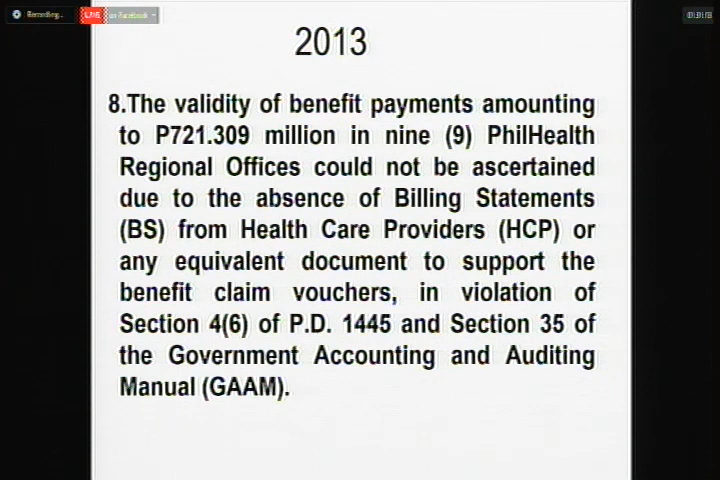 Recording...
LIVE on Facebook
2013
8.The validity of benefit payments amounting
to P721.309 million in nine (9) PhilHealth
Regional Offices could not be ascertained
due to the absence of Billing Statements
(BS) from Health Care Providers (HCP) or
any equivalent document to support the
benefit claim vouchers, in violation of
Section 4(6) of P.D. 1445 and Section 35 of
the Government Accounting and Auditing
Manual (GAAM).